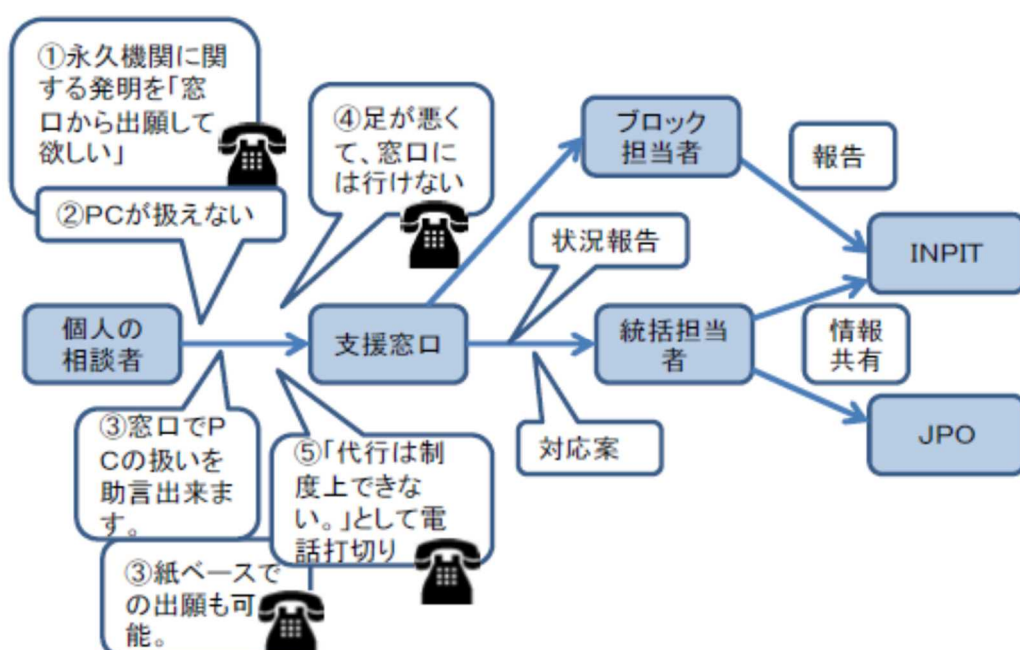 ①永久機関に関
する発明を「窓
口から出願して
欲しい」
②PCが扱えない
④足が悪く
て、窓口に
は行けない
ブロック
担当者
報告
状況報告
INPIT
個人の
相談者
支援窓口
統括担当
者
情報
共有
③窓口でP
Cの扱いを
助言出来ま
す。
⑤「代行は制
度上できな
い。」として電
話打切り
対応案
JPO
③紙ベースで
の出願も可
能。